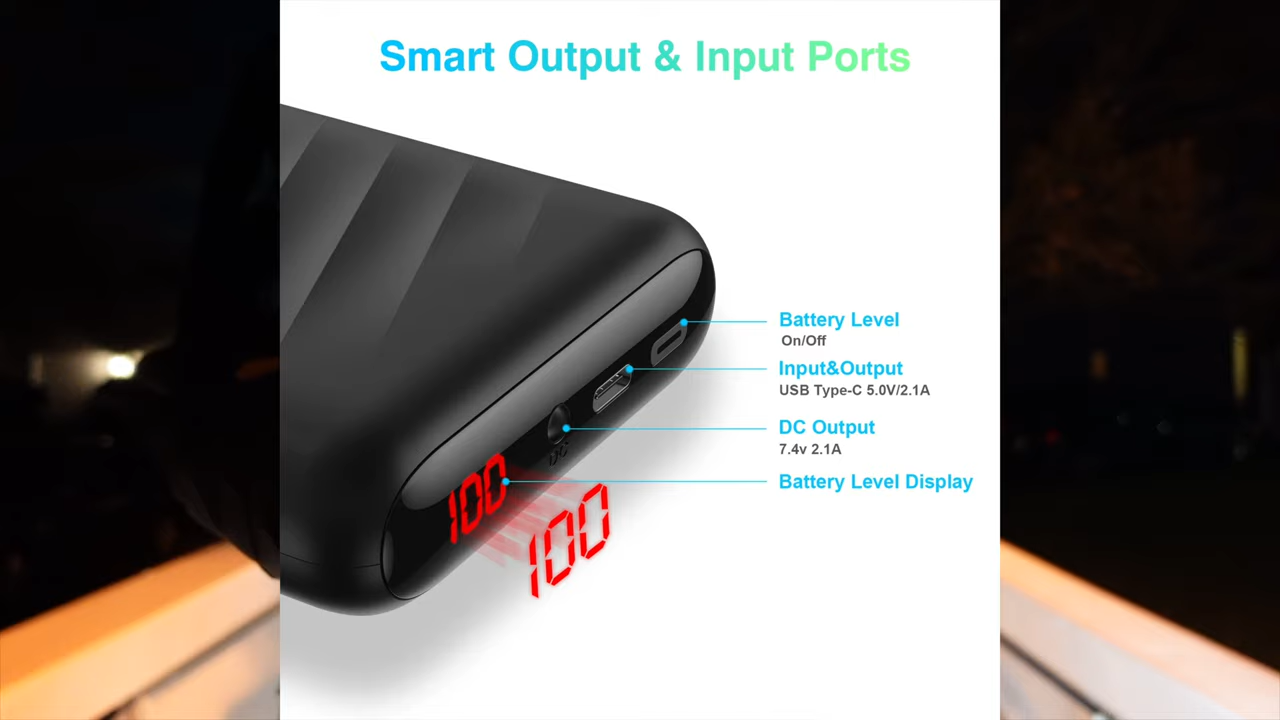 Smart Output & Input Ports
Battery Level
On/Off
Input&Output
USB Type-C 5.0V/2.1A
DC Output
7.4v 2.1A
DC
100
Battery Level Display
100